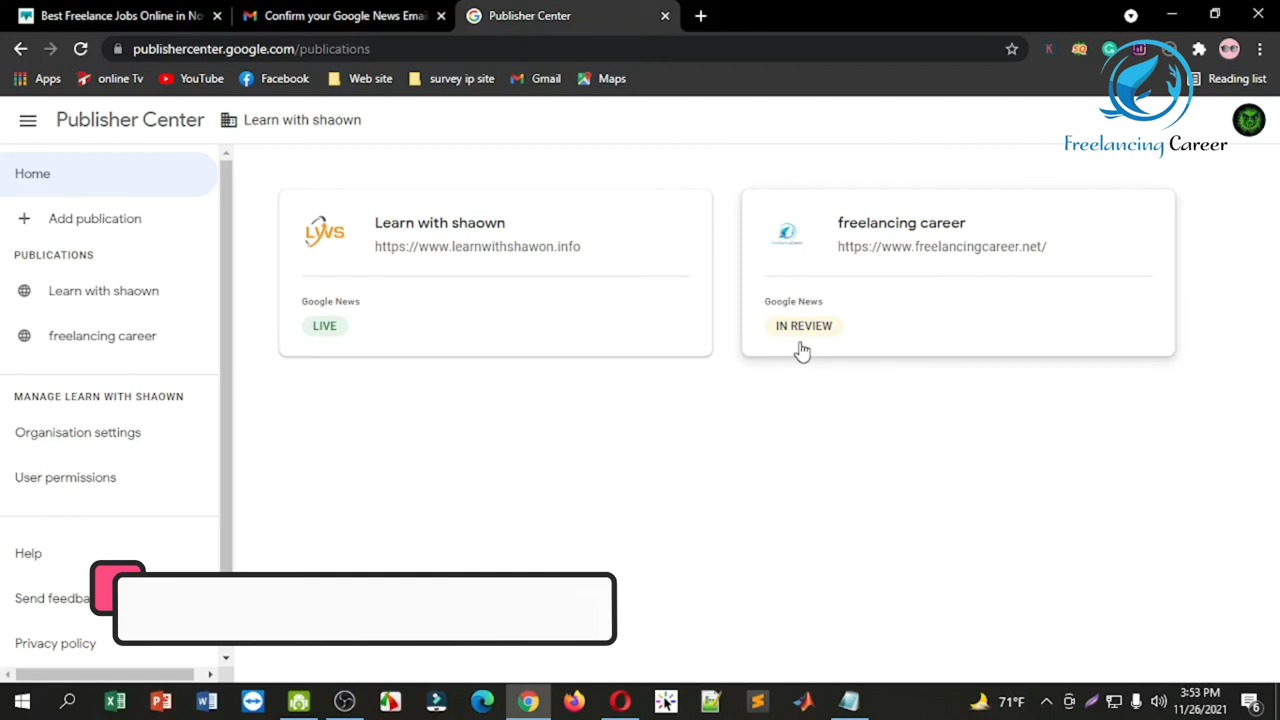 Best Freelance Jobs Online in No
Confirm your Google News Emai
Publisher Center
publishercenter.google.com/publications
Apps
online Tv
YouTube
Facebook
Web site
survey ip site
Gmail
Maps
Reading list
Publisher Center
Learn with shaown
Freelancing Career
Home
Add publication
PUBLICATIONS
Learn with shaown
freelancing career
MANAGE LEARN WITH SHAOWN
Organisation settings
User permissions
Help
Send feedba
Privacy policy
LWS
Learn with shaown
https://www.learnwithshawon.info
Google News
LIVE
freelancing career
https://www.freelancingcareer.net/
Google News
IN REVIEW
71°F
3:53 PM
11/26/2021
6